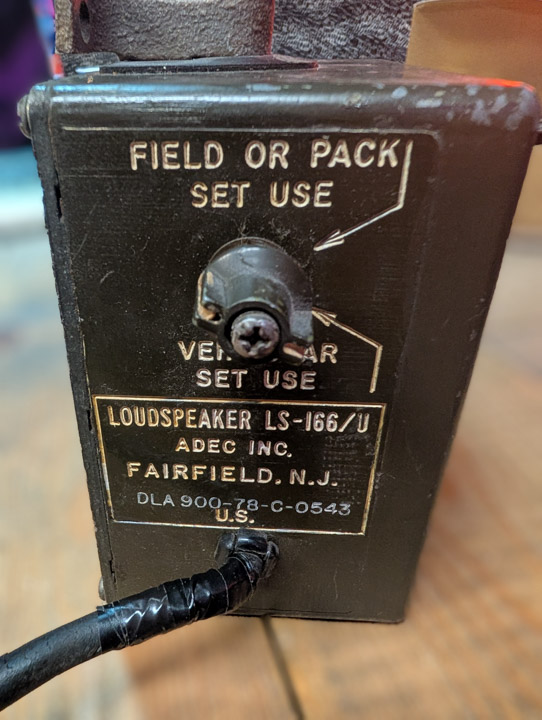 FIELD OR PACK
SET USE
SET USE
LOUDSPEAKER LS-166/U
ADEC INC.
FAIRFIELD, N.J.
DLA 900-78-C-0543
U.S.